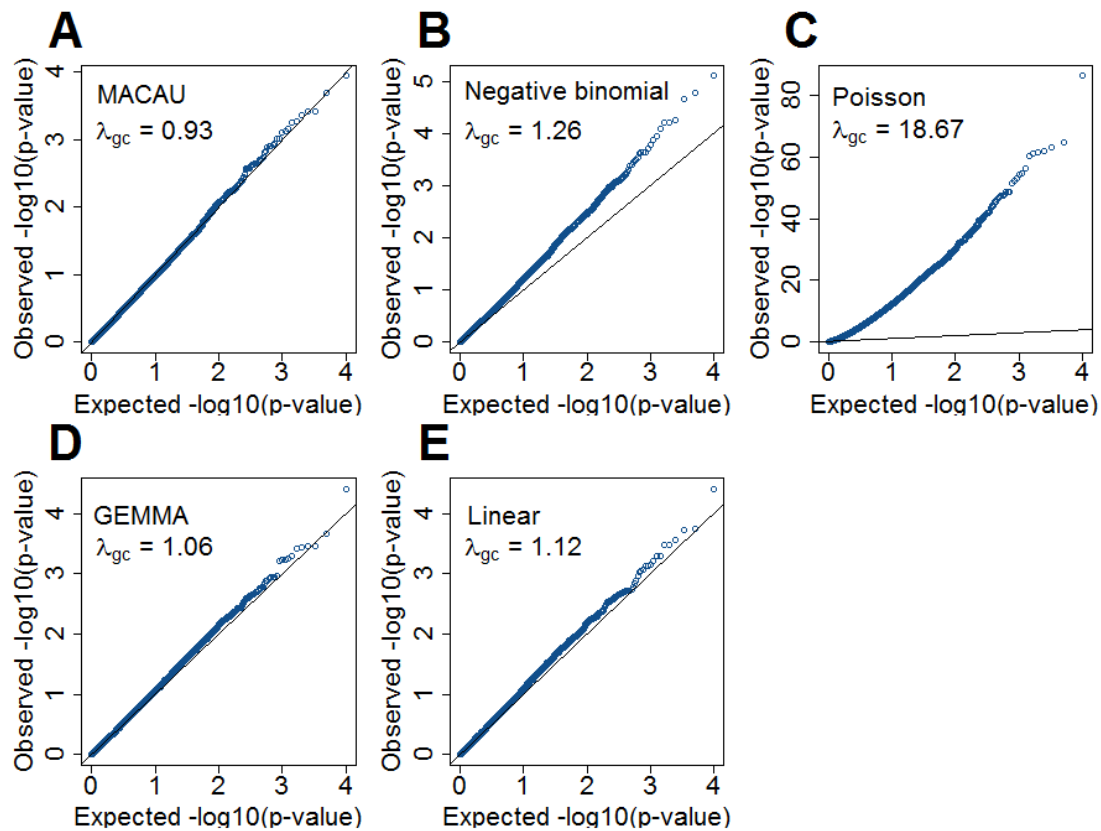 A
Observed -log10(p-value)
4
3
2
1
0
MACAU
λgc = 0.93
0 1 2 3 4
Expected -log10(p-value)
B
Observed -log10(p-value)
5
4
3
2
1
0
Negative binomial
λgc = 1.26
0 1 2 3 4
Expected -log10(p-value)
C
Observed -log10(p-value)
80
60
40
20
0
Poisson
λgc = 18.67
0 1 2 3 4
Expected -log10(p-value)
D
Observed -log10(p-value)
4
3
2
1
0
GEMMA
λgc = 1.06
0 1 2 3 4
Expected -log10(p-value)
E
Observed -log10(p-value)
4
3
2
1
0
Linear
λgc = 1.12
0 1 2 3 4
Expected -log10(p-value)